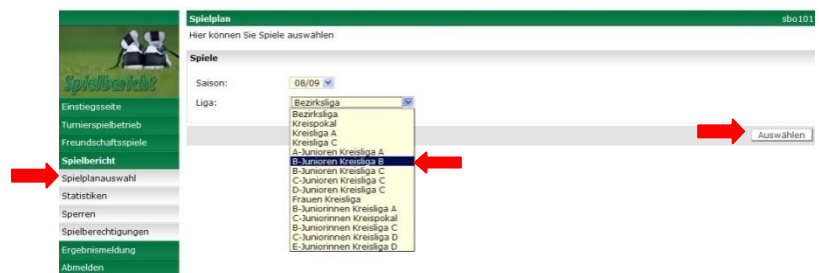 Spielplan sbo101
Hier können Sie Spiele auswählen
Spiele
Saison: 08/09
Liga: Bezirksliga
Bezirksliga
Kreispokal
Kreisliga A
Kreisliga C
A-Junioren Kreisliga A
B-Junioren Kreisliga B
B-Junioren Kreisliga C
C-Junioren Kreisliga C
D-Junioren Kreisliga C
Frauen Kreisliga
B-Juniorinnen Kreisliga A
C-Juniorinnen Kreispokal
B-Juniorinnen Kreisliga C
C-Juniorinnen Kreisliga D
E-Juniorinnen Kreisliga D
Auswählen
Spielbericht
Einstiegsseite
Turnierspielbetrieb
Freundschaftsspiele
Spielbericht
Spielplanauswahl
Statistiken
Sperren
Spielberechtigungen
Ergebnismeldung
Abmelden